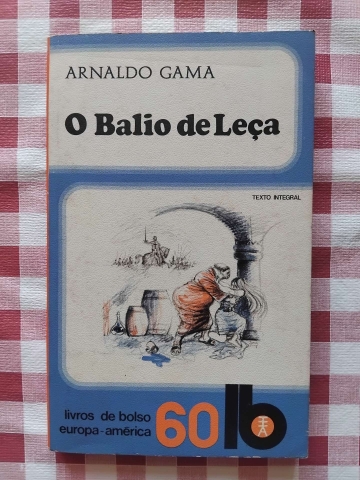 ARNALDO GAMA
O Balio de Leça
TEXTO INTEGRAL
livros de bolso
europa-américa
60
lb